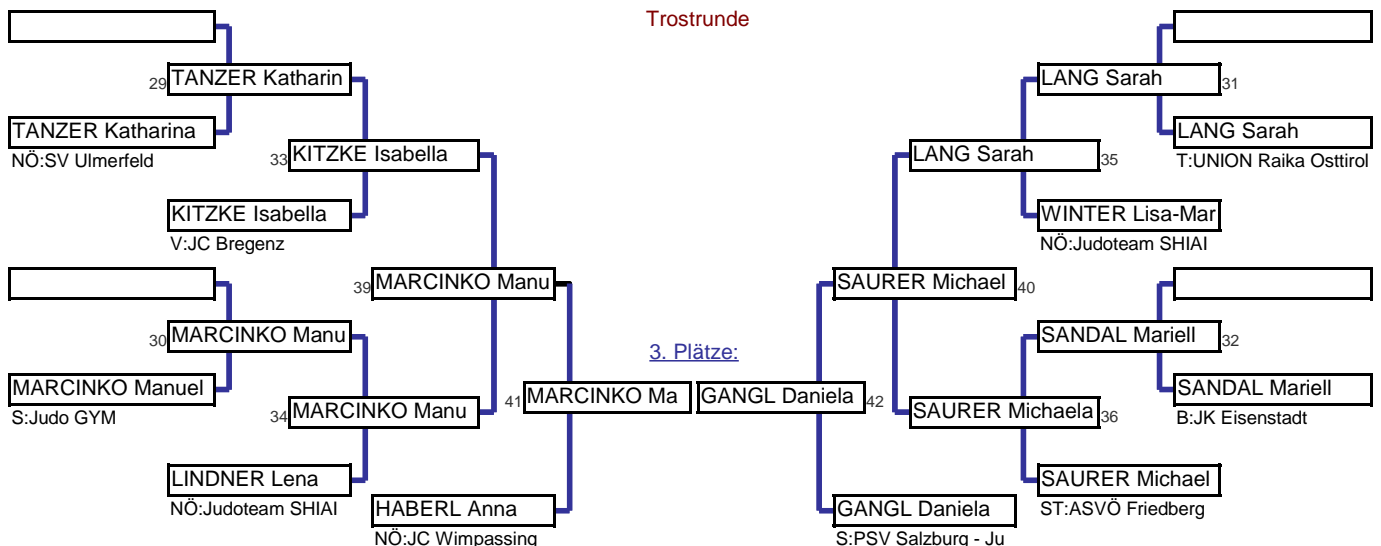 Trostrunde
29 TANZER Katharin
LANG Sarah 31
TANZER Katharina
NÖ:SV Ulmerfeld
LANG Sarah
T:UNION Raika Osttirol
33 KITZKE Isabella
LANG Sarah 35
KITZKE Isabella
V:JC Bregenz
WINTER Lisa-Mar
NÖ:Judoteam SHIAI
39 MARCINKO Manu
SAURER Michael 40
30 MARCINKO Manu
SANDAL Mariell 32
3. Plätze:
MARCINKO Manuel
S:Judo GYM
41 MARCINKO Ma
GANGL Daniela 42
SANDAL Mariell
B:JK Eisenstadt
34 MARCINKO Manu
SAURER Michaela 36
LINDNER Lena
NÖ:Judoteam SHIAI
SAURER Michael
ST:ASVÖ Friedberg
HABERL Anna
NÖ:JC Wimpassing
GANGL Daniela
S:PSV Salzburg - Ju